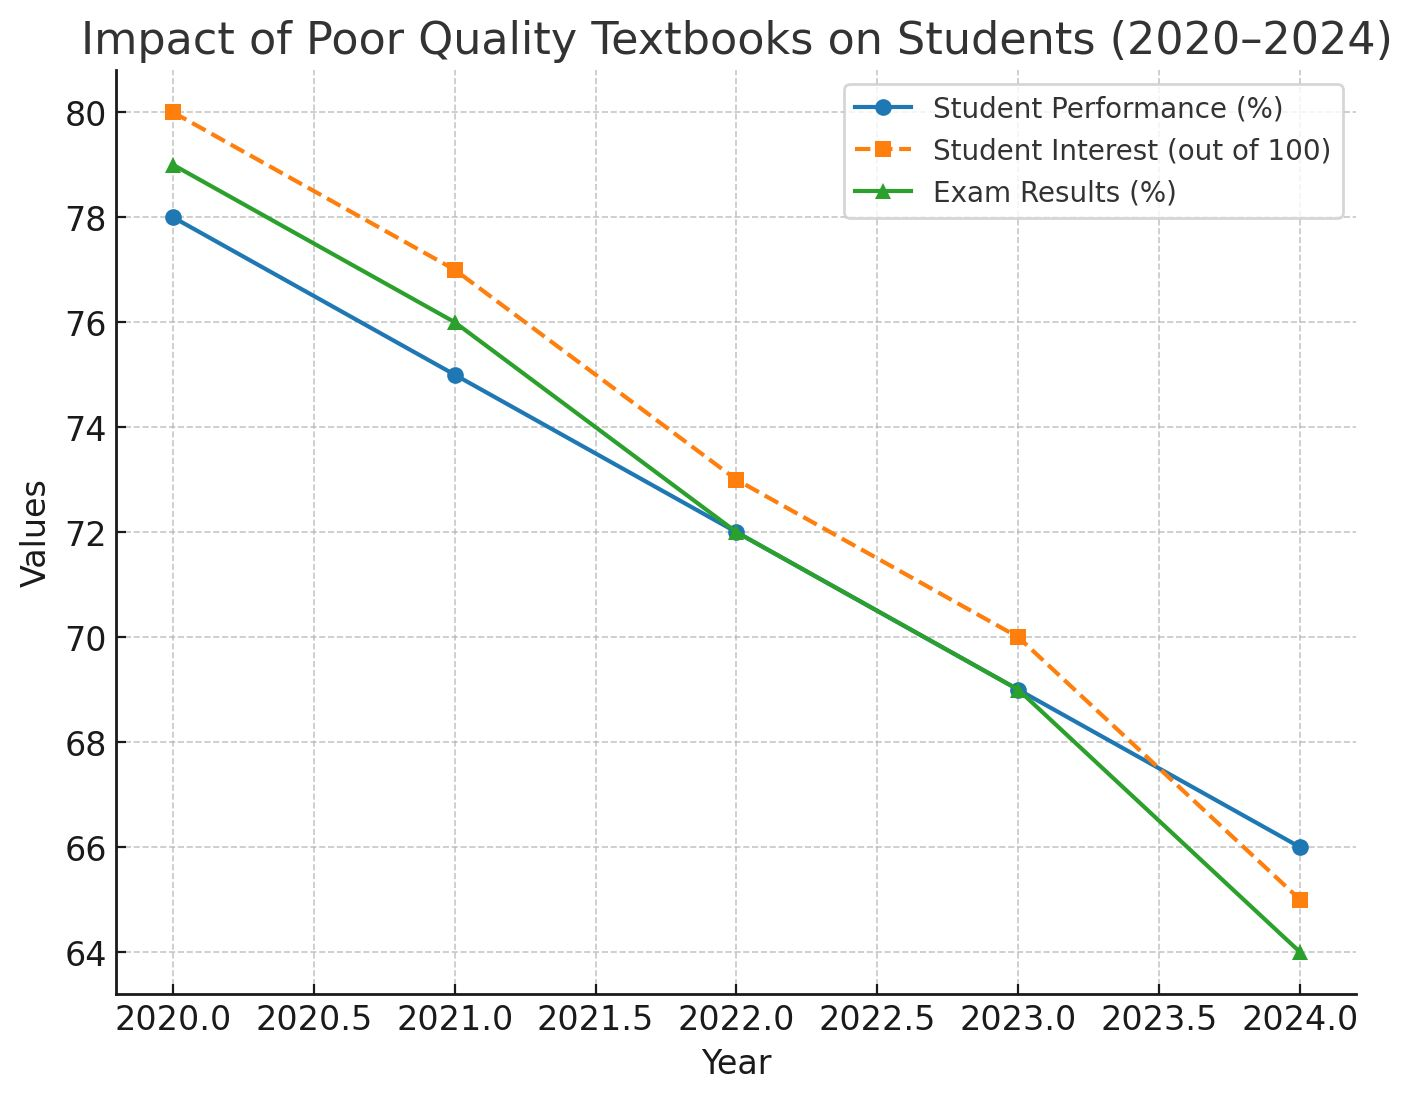 Impact of Poor Quality Textbooks on Students (2020–2024)
Student Performance (%)
Student Interest (out of 100)
Exam Results (%)
80
78
76
74
72
70
68
66
64
Values
2020.0 2020.5 2021.0 2021.5 2022.0 2022.5 2023.0 2023.5 2024.0
Year